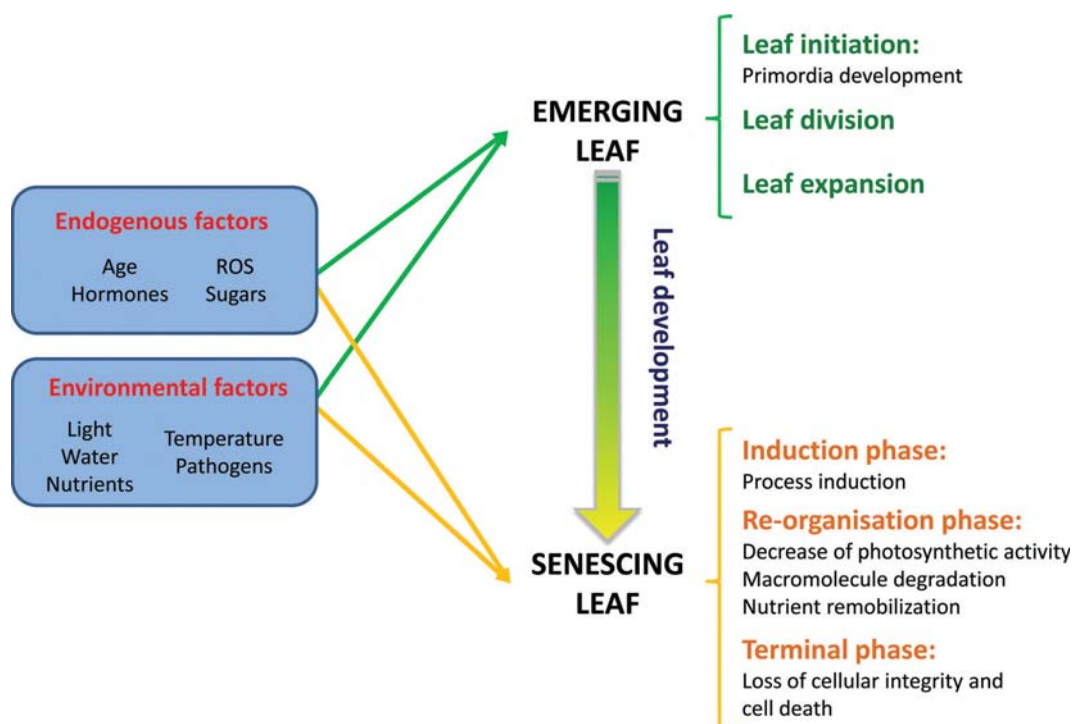 Endogenous factors
Age
Hormones
ROS
Sugars
Environmental factors
Light
Water
Nutrients
Temperature
Pathogens
EMERGING
LEAF
Leaf development
SENESCING
LEAF
Leaf initiation:
Primordia development
Leaf division
Leaf expansion
Induction phase:
Process induction
Re-organisation phase:
Decrease of photosynthetic activity
Macromolecule degradation
Nutrient remobilization
Terminal phase:
Loss of cellular integrity and
cell death